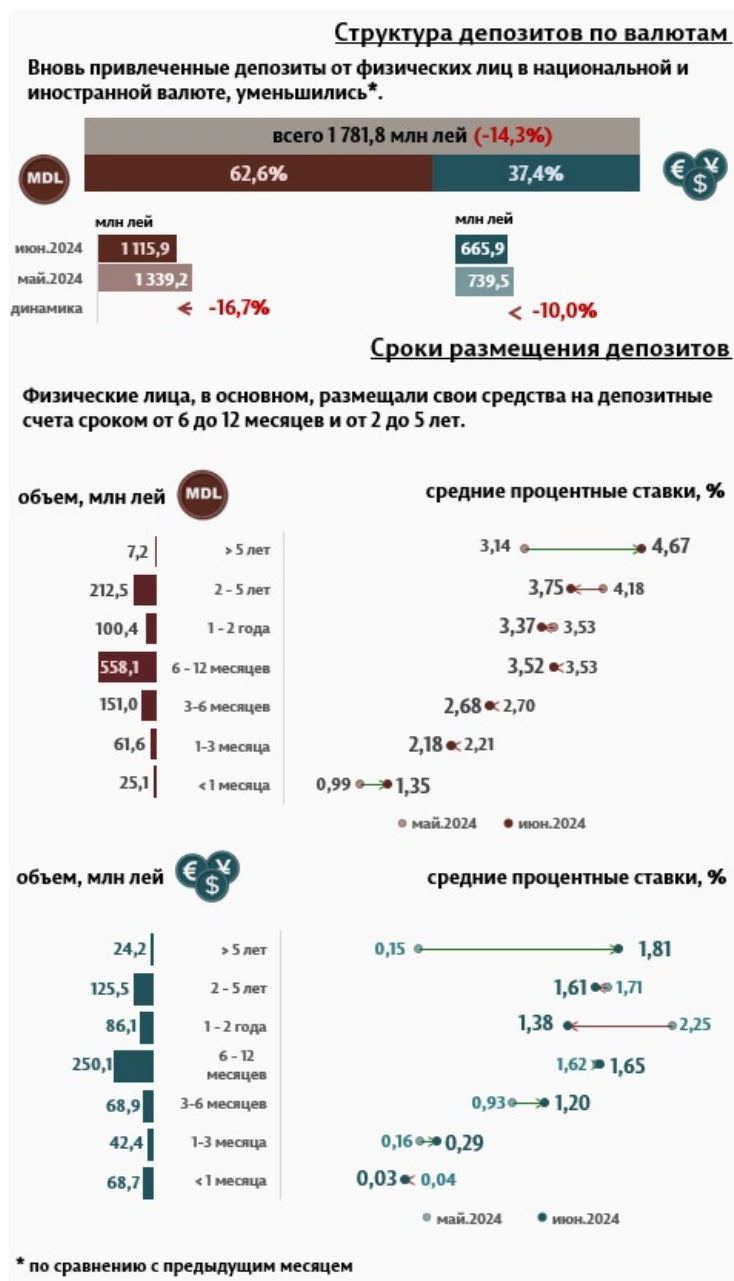 Структура депозитов по валютам
Вновь привлеченные депозиты от физических лиц в национальной и
иностранной валюте, уменьшились*.
всего 1 781,8 млн лей (-14,3%)
MDL 62,6% 37,4% € ¥ $
млн лей млн лей
июн.2024 1 115,9 665,9
май.2024 1 339,2 739,5
динамика -16,7% -10,0%
Сроки размещения депозитов
Физические лица, в основном, размещали свои средства на депозитные
счета сроком от 6 до 12 месяцев и от 2 до 5 лет.
объем, млн лей MDL средние процентные ставки, %
7,2 > 5 лет 3,14 4,67
212,5 2 - 5 лет 3,75 4,18
100,4 1 - 2 года 3,37 3,53
558,1 6 - 12 месяцев 3,52 3,53
151,0 3-6 месяцев 2,68 2,70
61,6 1-3 месяца 2,18 2,21
25,1 < 1 месяца 0,99 1,35
май.2024 июн.2024
объем, млн лей € ¥ $ средние процентные ставки, %
24,2 > 5 лет 0,15 1,81
125,5 2 - 5 лет 1,61 1,71
86,1 1 - 2 года 1,38 2,25
250,1 6 - 12 1,62 1,65
месяцев
68,9 3-6 месяцев 0,93 1,20
42,4 1-3 месяца 0,16 0,29
68,7 < 1 месяца 0,03 0,04
май.2024 июн.2024
* по сравнению с предыдущим месяцем